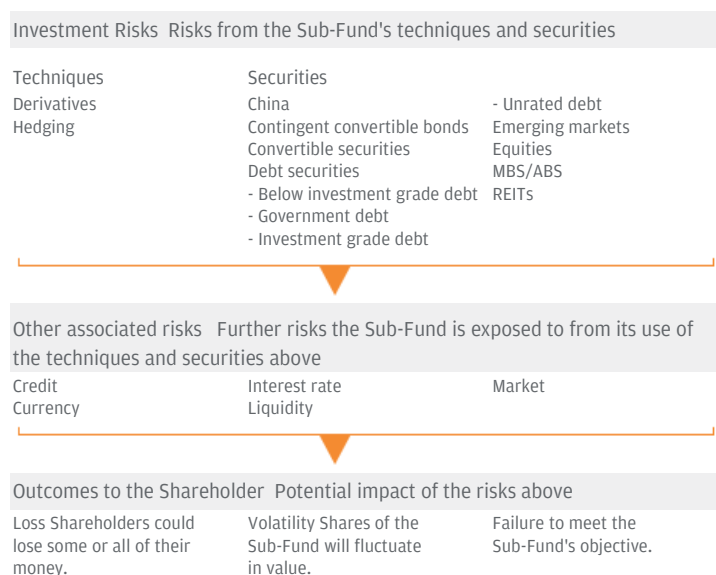 Investment Risks Risks from the Sub-Fund's techniques and securities
Techniques
Derivatives
Hedging
Securities
China
Contingent convertible bonds
Convertible securities
Debt securities
- Below investment grade debt
- Government debt
- Investment grade debt
- Unrated debt
Emerging markets
Equities
MBS/ABS
REITs
Other associated risks Further risks the Sub-Fund is exposed to from its use of
the techniques and securities above
Credit
Currency
Interest rate
Liquidity
Market
Outcomes to the Shareholder Potential impact of the risks above
Loss Shareholders could
lose some or all of their
money.
Volatility Shares of the
Sub-Fund will fluctuate
in value.
Failure to meet the
Sub-Fund's objective.